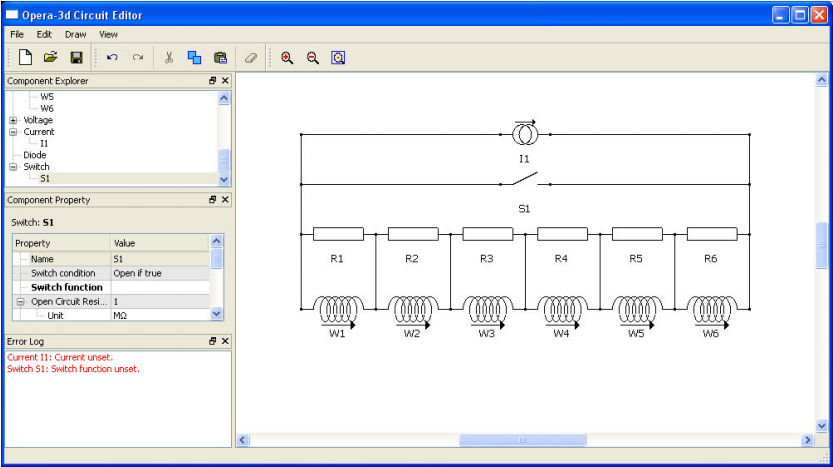 Opera-3d Circuit Editor
File Edit Draw View
Component Explorer
W5
W6
Voltage
Current
I1
Diode
Switch
S1
Component Property
Switch: S1
Property Value
Name S1
Switch condition Open if true
Switch function
Open Circuit Resi... 1
Unit MΩ
Error Log
Current I1: Current unset.
Switch S1: Switch function unset.
I1
S1
R1 R2 R3 R4 R5 R6
W1 W2 W3 W4 W5 W6